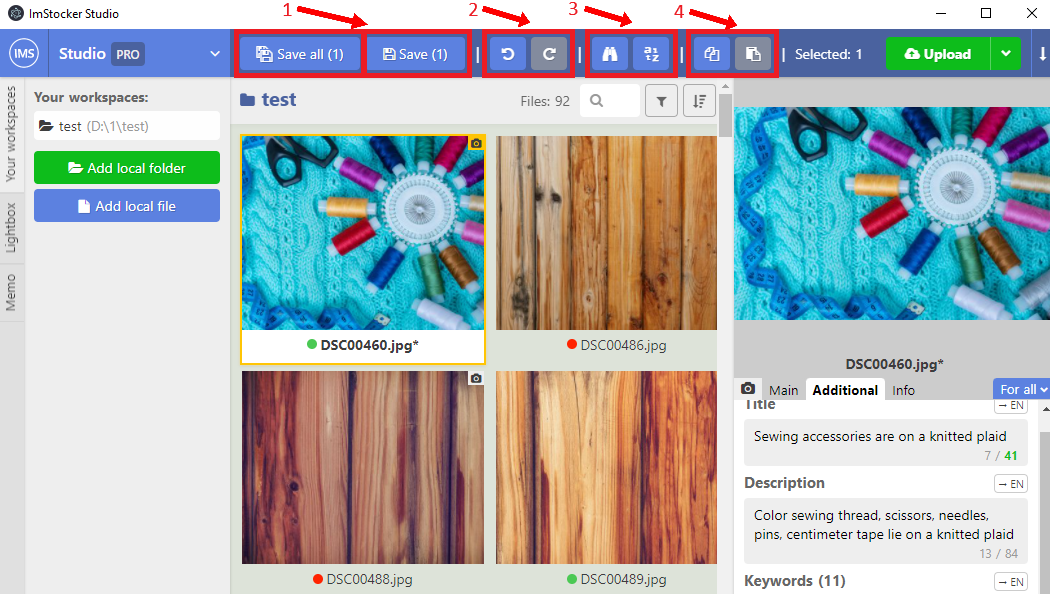 ImStocker Studio
1
2
3
4
IMS
Studio PRO
Save all (1)
Save (1)
Selected: 1
Upload
Your workspaces
Lightbox
Memo
Your workspaces:
test (D:\1\test)
Add local folder
Add local file
test
Files: 92
DSC00460.jpg*
DSC00486.jpg
DSC00488.jpg
DSC00489.jpg
DSC00460.jpg*
Main
Additional
Info
For all
Title
→ EN
Sewing accessories are on a knitted plaid
7 / 41
Description
→ EN
Color sewing thread, scissors, needles,
pins, centimeter tape lie on a knitted plaid
13 / 84
Keywords (11)
→ EN